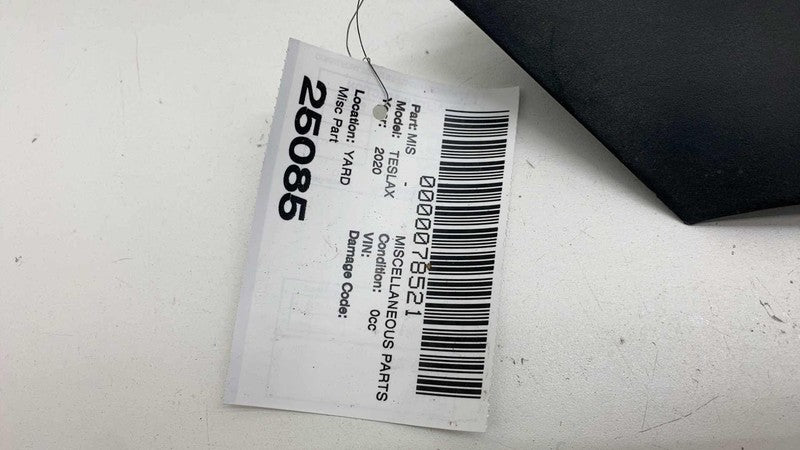 0000078521
Part: MIS - MISCELLANEOUS PARTS
Model: TESLAX Condition: 0cc
Year: 2020 VIN:
Damage Code:
Location: YARD
Misc Part
25085